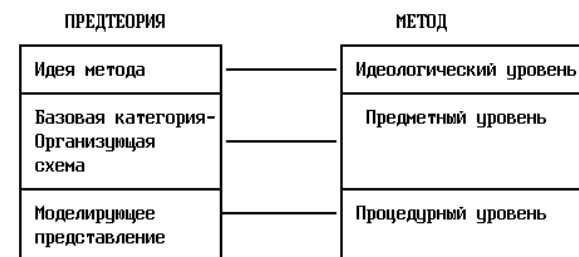 ПРЕДТЕОРИЯ
МЕТОД
Идея метода
Идеологический уровень
Базовая категория-
Организующая
схема
Предметный уровень
Моделирующее
представление
Процедурный уровень